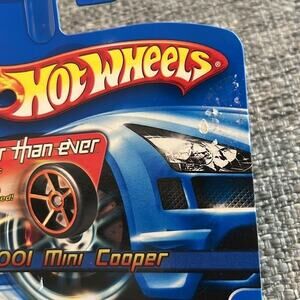 HOT WHEELS
r than ever
001 Mini Cooper